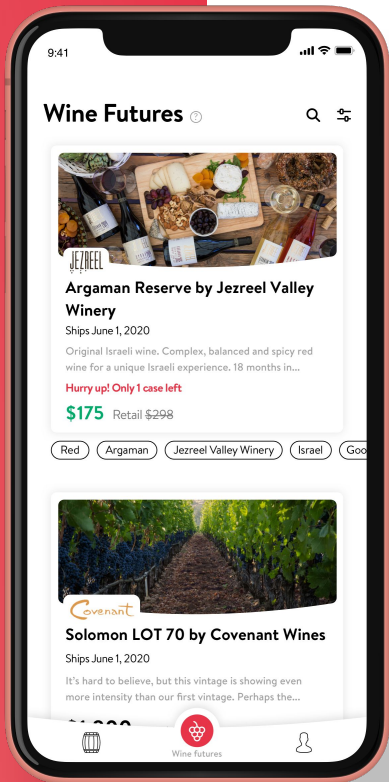 9:41
Wine Futures ?
JEZREEL
Argaman Reserve by Jezreel Valley
Winery
Ships June 1, 2020
Original Israeli wine. Complex, balanced and spicy red
wine for a unique Israeli experience. 18 months in...
Hurry up! Only 1 case left
$175 Retail $298
Red Argaman Jezreel Valley Winery Israel Goo
Covenant
Solomon LOT 70 by Covenant Wines
Ships June 1, 2020
It's hard to believe, but this vintage is showing even
more intensity than our first vintage. Perhaps the...
Wine futures